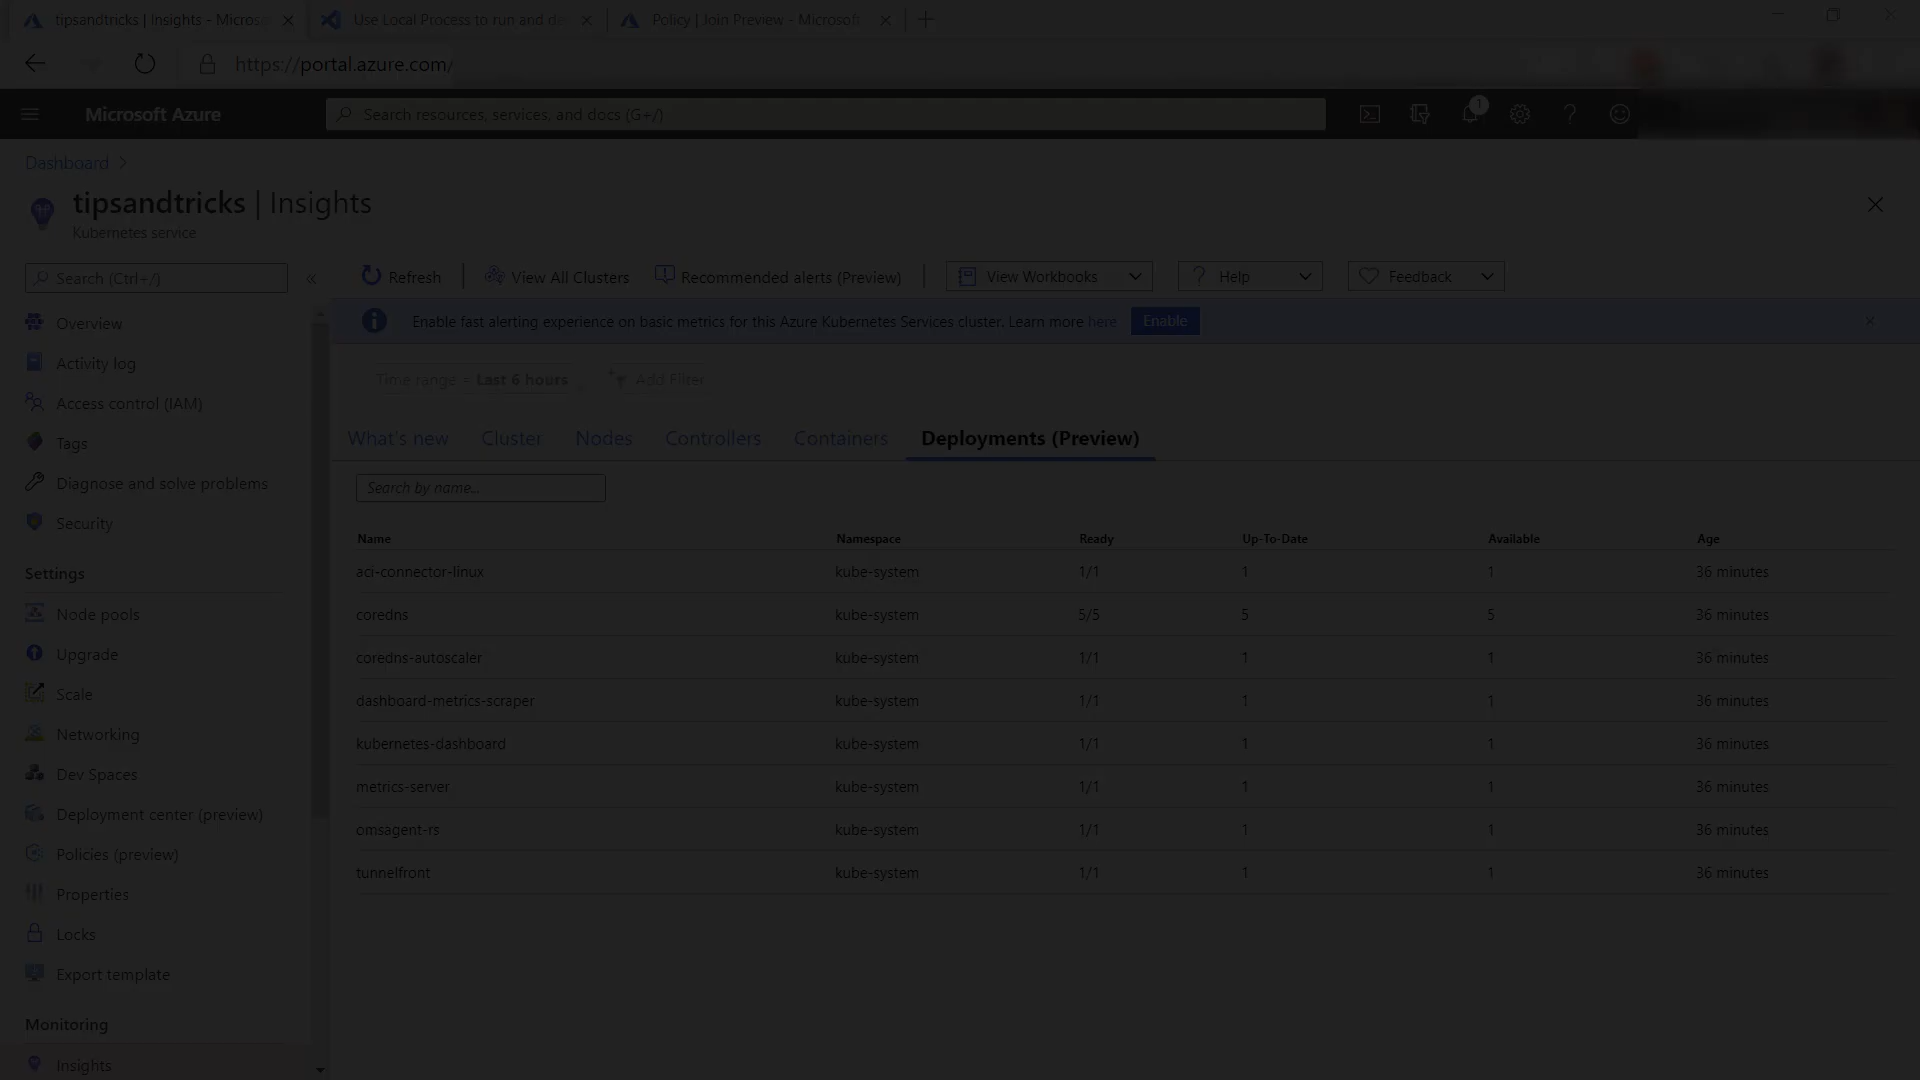 tipsandtricks | Insights - Micros
Use Local Process to run and de
Policy | Join Preview - Microsoft
https://portal.azure.com/
Microsoft Azure
Search resources, services, and docs (G+/)
1
Dashboard >
tipsandtricks | Insights
Kubernetes service
Search (Ctrl+/)
«
Refresh
View All Clusters
Recommended alerts (Preview)
View Workbooks
Help
Feedback
Enable fast alerting experience on basic metrics for this Azure Kubernetes Services cluster. Learn more here
Enable
Overview
Activity log
Access control (IAM)
Tags
Diagnose and solve problems
Security
Settings
Node pools
Upgrade
Scale
Networking
Dev Spaces
Deployment center (preview)
Policies (preview)
Properties
Locks
Export template
Monitoring
Insights
Time range = Last 6 hours
Add Filter
What's new Cluster Nodes Controllers Containers Deployments (Preview)
Search by name...
Name Namespace Ready Up-To-Date Available Age
aci-connector-linux kube-system 1/1 1 1 36 minutes
coredns kube-system 5/5 5 5 36 minutes
coredns-autoscaler kube-system 1/1 1 1 36 minutes
dashboard-metrics-scraper kube-system 1/1 1 1 36 minutes
kubernetes-dashboard kube-system 1/1 1 1 36 minutes
metrics-server kube-system 1/1 1 1 36 minutes
omsagent-rs kube-system 1/1 1 1 36 minutes
tunnelfront kube-system 1/1 1 1 36 minutes